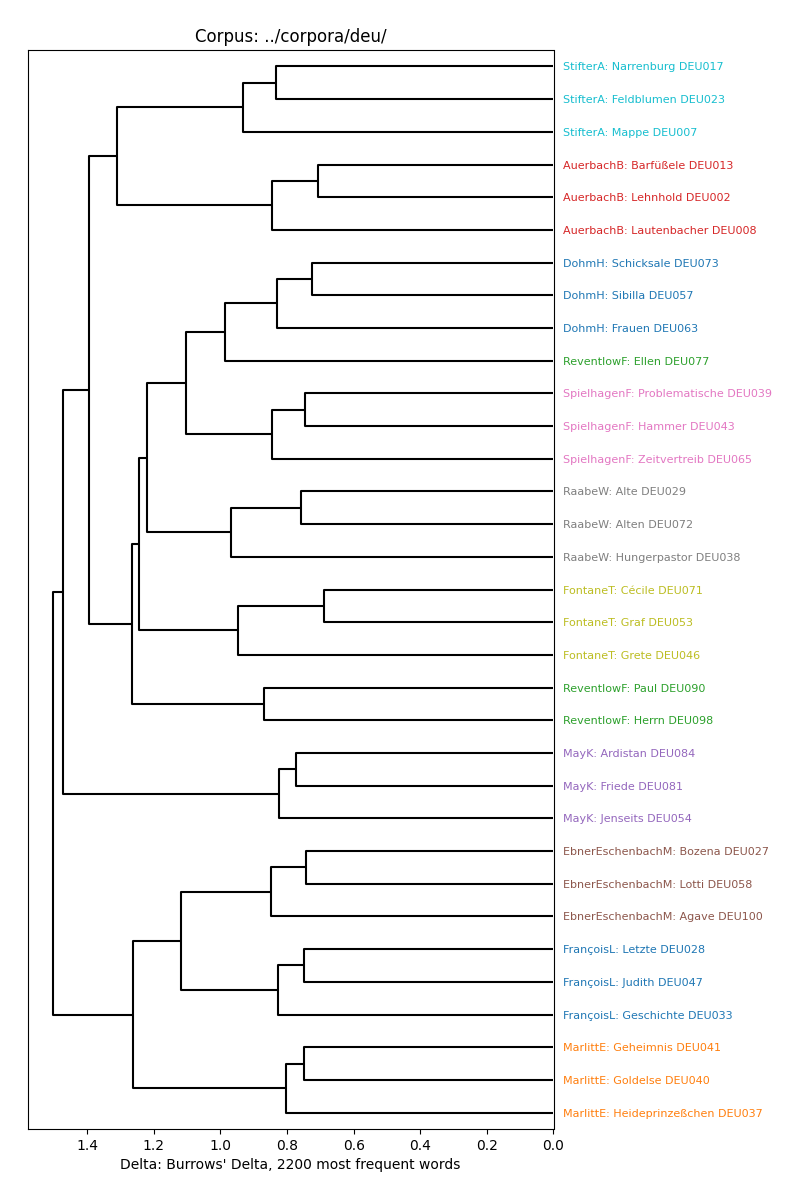 Corpus: ../corpora/deu/
StifterA: Narrenburg DEU017
StifterA: Feldblumen DEU023
StifterA: Mappe DEU007
AuerbachB: Barfüßele DEU013
AuerbachB: Lehnhold DEU002
AuerbachB: Lautenbacher DEU008
DohmH: Schicksale DEU073
DohmH: Sibilla DEU057
DohmH: Frauen DEU063
ReventlowF: Ellen DEU077
SpielhagenF: Problematische DEU039
SpielhagenF: Hammer DEU043
SpielhagenF: Zeitvertreib DEU065
RaabeW: Alte DEU029
RaabeW: Alten DEU072
RaabeW: Hungerpastor DEU038
FontaneT: Cécile DEU071
FontaneT: Graf DEU053
FontaneT: Grete DEU046
ReventlowF: Paul DEU090
ReventlowF: Herrn DEU098
MayK: Ardistan DEU084
MayK: Friede DEU081
MayK: Jenseits DEU054
EbnerEschenbachM: Bozena DEU027
EbnerEschenbachM: Lotti DEU058
EbnerEschenbachM: Agave DEU100
FrançoisL: Letzte DEU028
FrançoisL: Judith DEU047
FrançoisL: Geschichte DEU033
MarlittE: Geheimnis DEU041
MarlittE: Goldelse DEU040
MarlittE: Heideprinzeßchen DEU037
1.4 1.2 1.0 0.8 0.6 0.4 0.2 0.0
Delta: Burrows' Delta, 2200 most frequent words